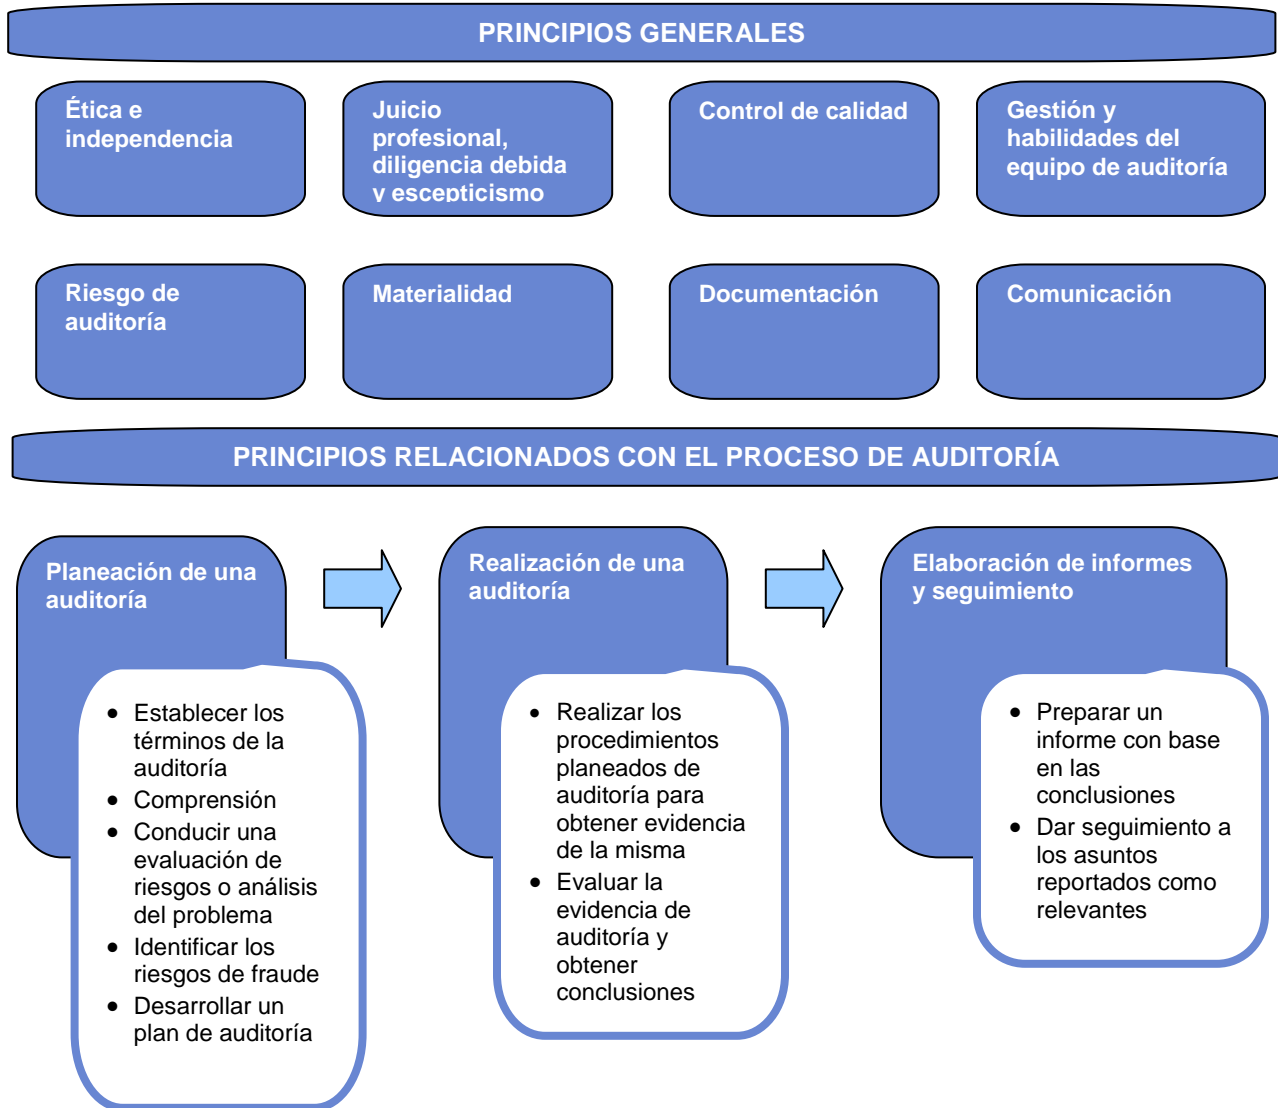 PRINCIPIOS GENERALES
Ética e
independencia
Juicio
profesional,
diligencia debida
y escepticismo
Control de calidad
Gestión y
habilidades del
equipo de auditoría
Riesgo de
auditoría
Materialidad
Documentación
Comunicación
PRINCIPIOS RELACIONADOS CON EL PROCESO DE AUDITORÍA
Planeación de una
auditoría
• Establecer los
términos de la
auditoría
• Comprensión
• Conducir una
evaluación de
riesgos o análisis
del problema
• Identificar los
riesgos de fraude
• Desarrollar un
plan de auditoría
Realización de una
auditoría
• Realizar los
procedimientos
planeados de
auditoría para
obtener evidencia
de la misma
• Evaluar la
evidencia de
auditoría y
obtener
conclusiones
Elaboración de informes
y seguimiento
• Preparar un
informe con base
en las
conclusiones
• Dar seguimiento a
los asuntos
reportados como
relevantes